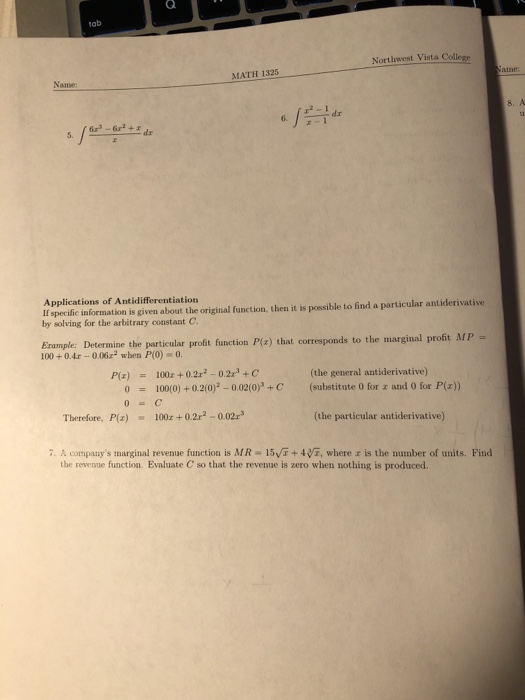 tab
Q
Northwest Vista College
MATH 1325
Name:
Name:
8. A
5. ∫ (6x³ − 6x² + x)/x dx
6. ∫ (x² − 1)/(x − 1) dx
Applications of Antidifferentiation
If specific information is given about the original function, then it is possible to find a particular antiderivative
by solving for the arbitrary constant C.
Example: Determine the particular profit function P(x) that corresponds to the marginal profit MP =
100 + 0.4x − 0.06x² when P(0) = 0.
P(x) = 100x + 0.2x² − 0.2x³ + C (the general antiderivative)
0 = 100(0) + 0.2(0)² − 0.02(0)³ + C (substitute 0 for x and 0 for P(x))
0 = C
Therefore, P(x) = 100x + 0.2x² − 0.02x³ (the particular antiderivative)
7. A company's marginal revenue function is MR = 15√x + 4∛x, where x is the number of units. Find
the revenue function. Evaluate C so that the revenue is zero when nothing is produced.